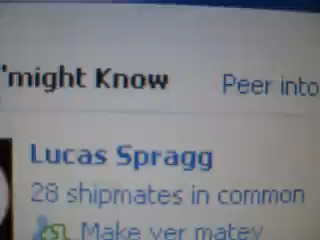 "might Know Peer into
Lucas Spragg
28 shipmates in common
Make yer matey